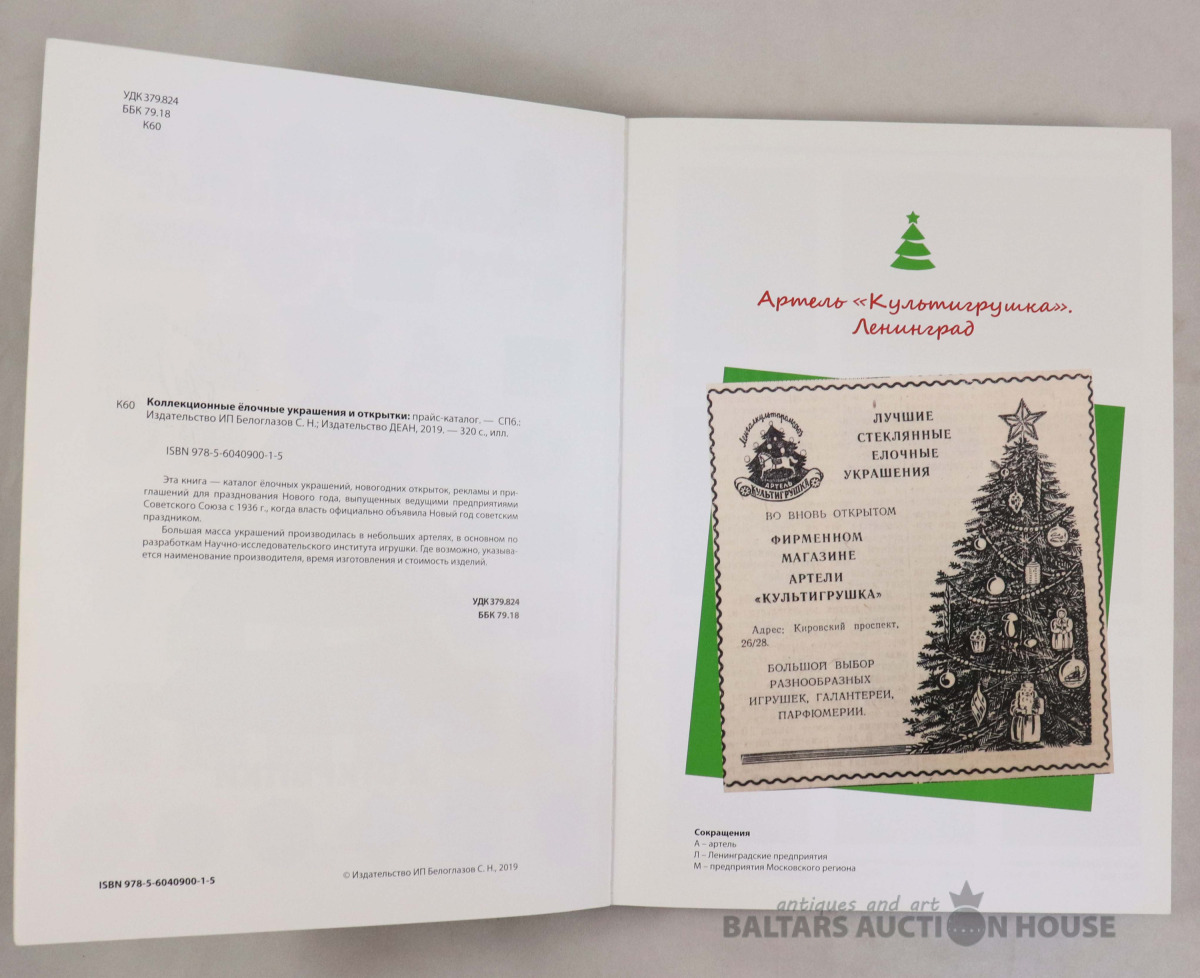 УДК 379.824
ББК 79.18
К60
К60
Коллекционные ёлочные украшения и открытки: прайс-каталог. — СПб.:
Издательство ИП Белоглазов С. Н.; Издательство ДЕАН, 2019. — 320 с., илл.
ISBN 978-5-6040900-1-5
Эта книга — каталог ёлочных украшений, новогодних открыток, рекламы и при-
глашений для празднования Нового года, выпущенных ведущими предприятиями
Советского Союза с 1936 г., когда власть официально объявила Новый год советским
праздником.
Большая масса украшений производилась в небольших артелях, в основном по
разработкам Научно-исследовательского института игрушки. Где возможно, указыва-
ется наименование производителя, время изготовления и стоимость изделий.
УДК 379.824
ББК 79.18
ISBN 978-5-6040900-1-5
© Издательство ИП Белоглазов С. Н., 2019
Артель «Культигрушка».
Ленинград
АРТЕЛЬ
КУЛЬТИГРУШКА
ЛУЧШИЕ
СТЕКЛЯННЫЕ
ЕЛОЧНЫЕ
УКРАШЕНИЯ
ВО ВНОВЬ ОТКРЫТОМ
ФИРМЕННОМ
МАГАЗИНЕ
АРТЕЛИ
«КУЛЬТИГРУШКА»
Адрес: Кировский проспект,
26/28.
БОЛЬШОЙ ВЫБОР
РАЗНООБРАЗНЫХ
ИГРУШЕК, ГАЛАНТЕРЕИ,
ПАРФЮМЕРИИ.
Сокращения
А – артель
Л – Ленинградские предприятия
М – предприятия Московского региона
antiques and art
BALTARS AUCTION HOUSE